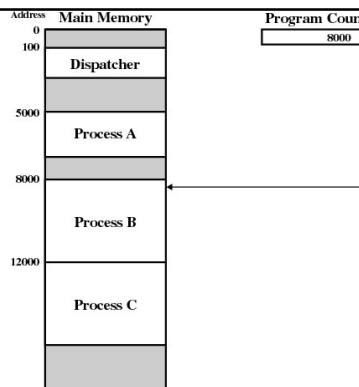 Address Main Memory
0
100
Dispatcher
5000
Process A
8000
Process B
12000
Process C
Program Coun
8000